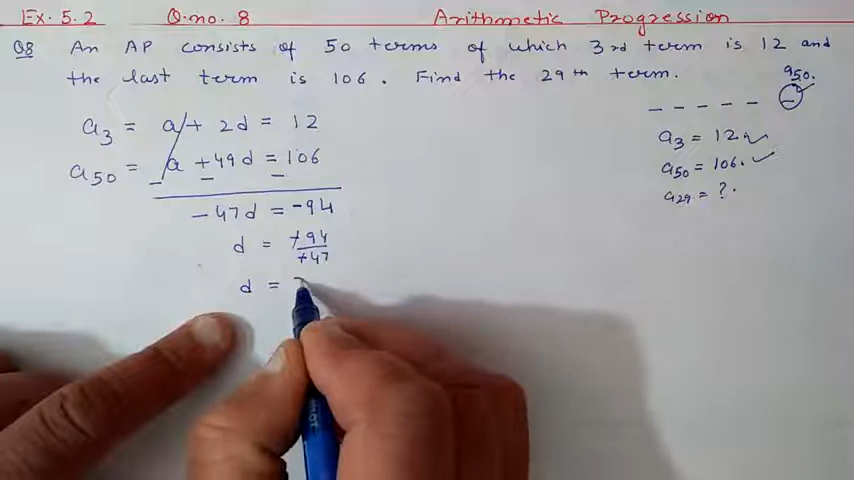 Ex. 5.2 Q.no. 8 Arithmetic Progression
Q8 An AP consists of 50 terms of which 3rd term is 12 and
the last term is 106. Find the 29th term.
a50.
_ _ _ _ _ _
a3 = 12 ✓
a50 = 106. ✓
a29 = ?.
a3 = a + 2d = 12
a50 = a + 49d = 106
- - -
-47d = -94
d = +94/+47
d =